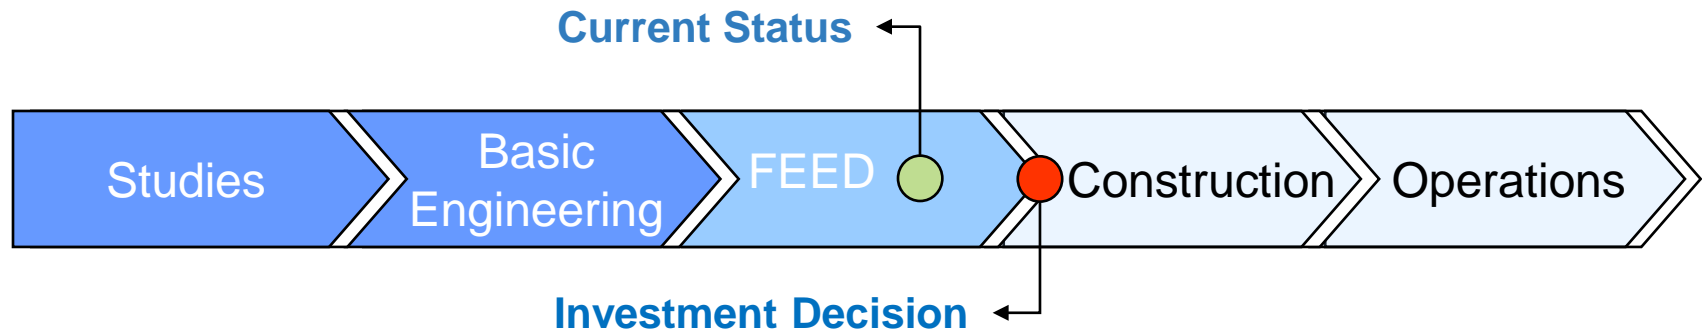 Current Status
Studies
Basic
Engineering
FEED
Construction
Operations
Investment Decision